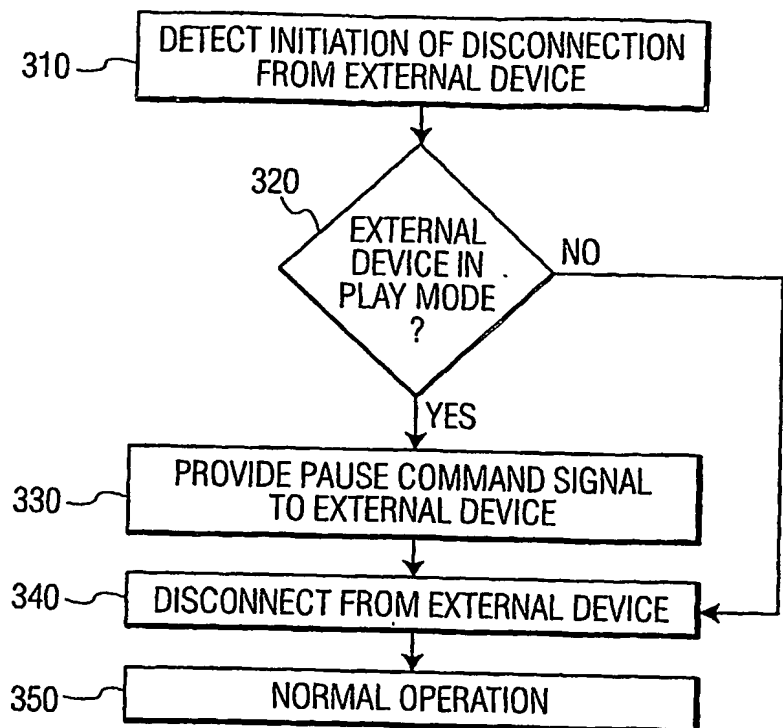 310
DETECT INITIATION OF DISCONNECTION
FROM EXTERNAL DEVICE
320
EXTERNAL
DEVICE IN
PLAY MODE
?
NO
YES
330
PROVIDE PAUSE COMMAND SIGNAL
TO EXTERNAL DEVICE
340
DISCONNECT FROM EXTERNAL DEVICE
350
NORMAL OPERATION